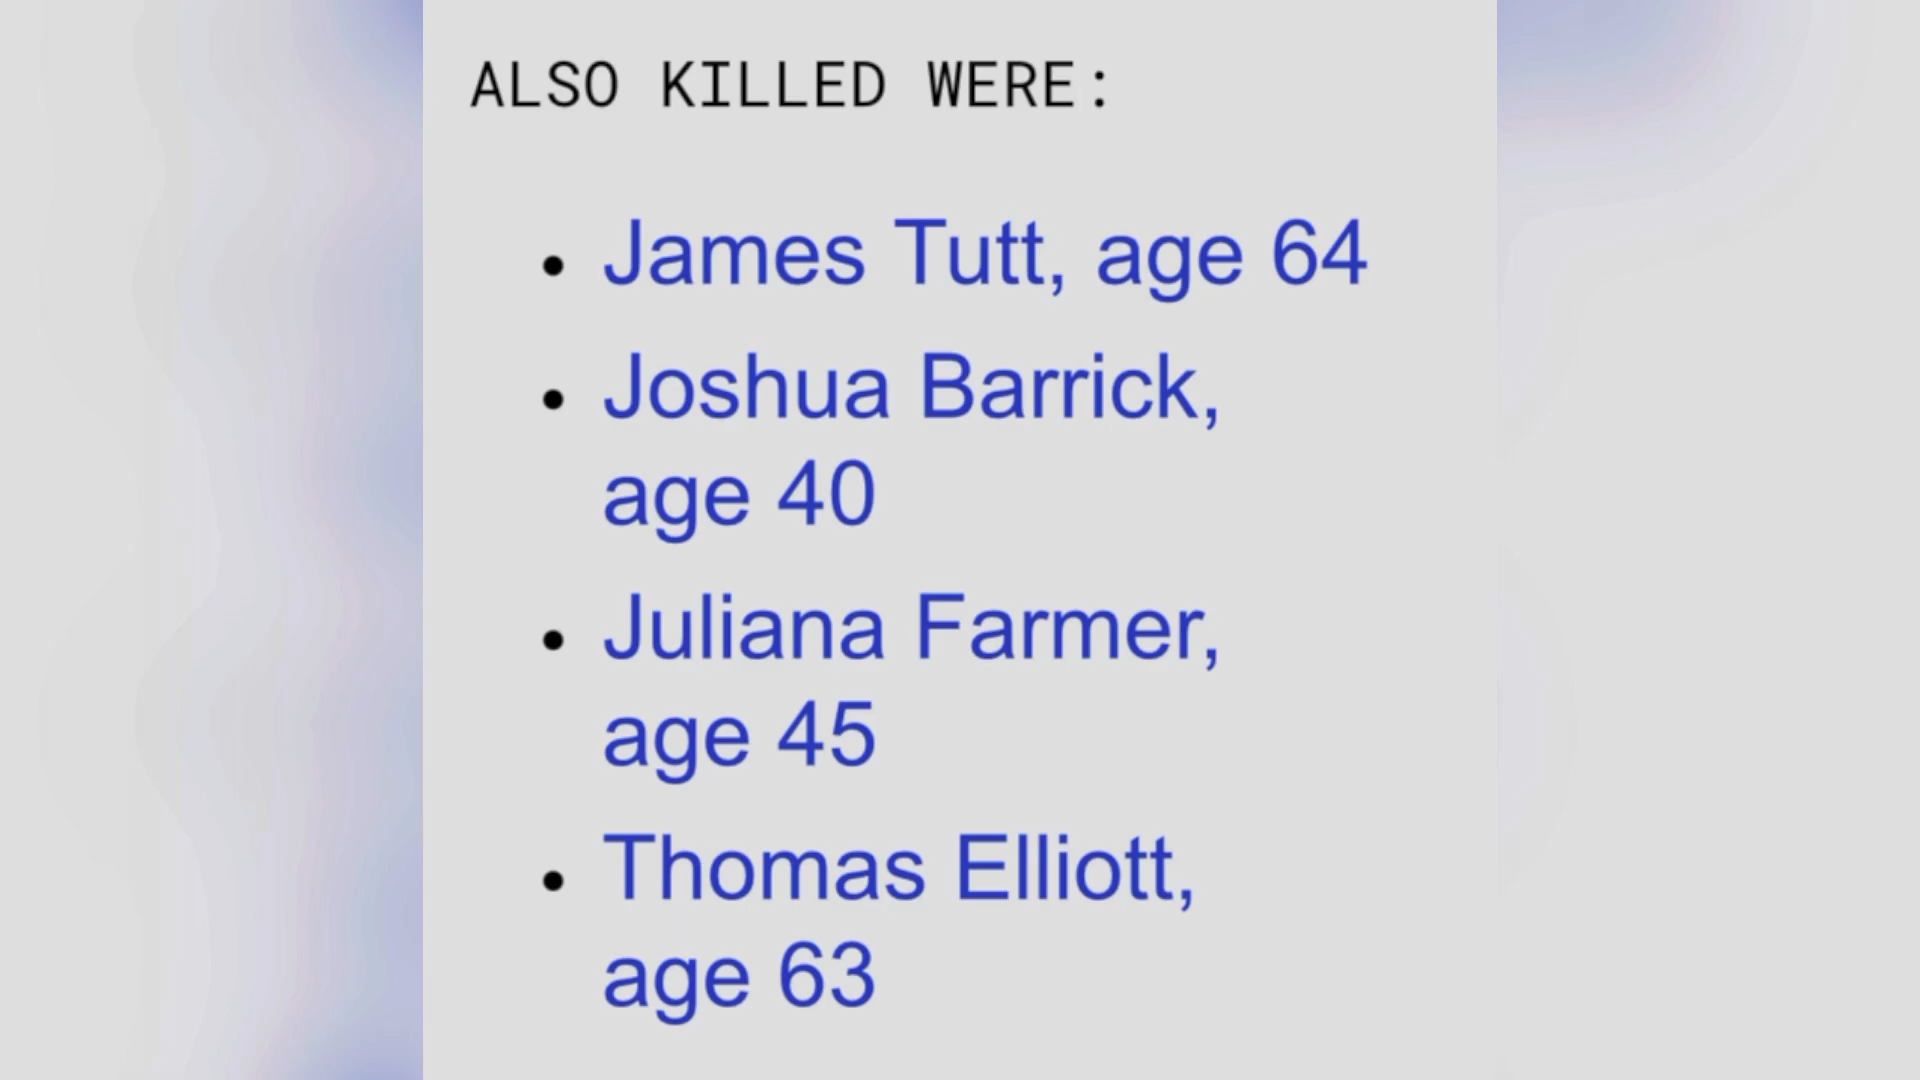 ALSO KILLED WERE:
• James Tutt, age 64
• Joshua Barrick,
age 40
• Juliana Farmer,
age 45
• Thomas Elliott,
age 63